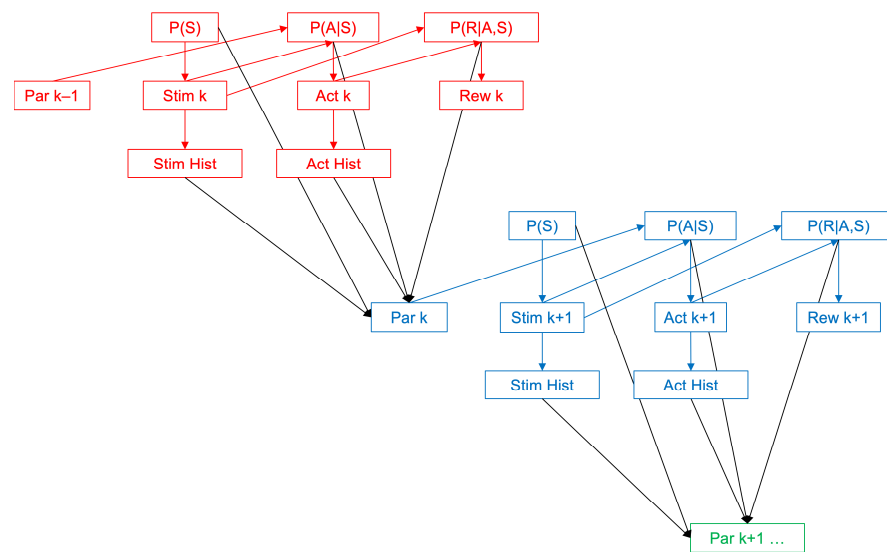 P(S)
P(A|S)
P(R|A,S)
Par k–1
Stim k
Act k
Rew k
Stim Hist
Act Hist
P(S)
P(A|S)
P(R|A,S)
Par k
Stim k+1
Act k+1
Rew k+1
Stim Hist
Act Hist
Par k+1 …